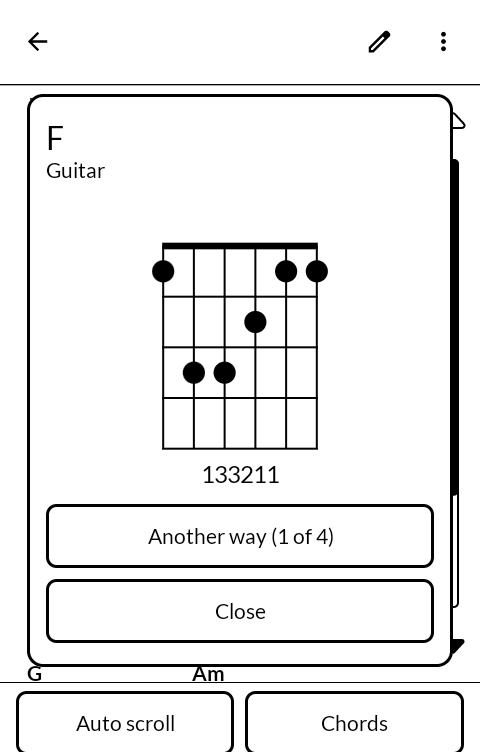 F
Guitar
133211
Another way (1 of 4)
Close
G Am
Auto scroll Chords